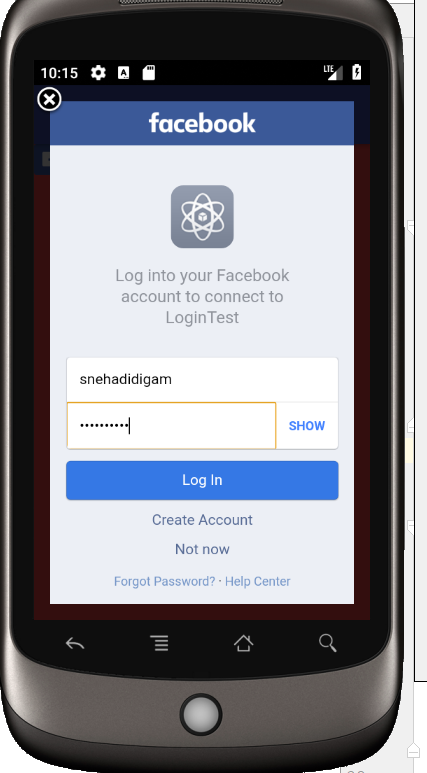 10:15 A LTE
facebook
Log into your Facebook
account to connect to
LoginTest
snehadidigam
•••••••••• SHOW
Log In
Create Account
Not now
Forgot Password? · Help Center